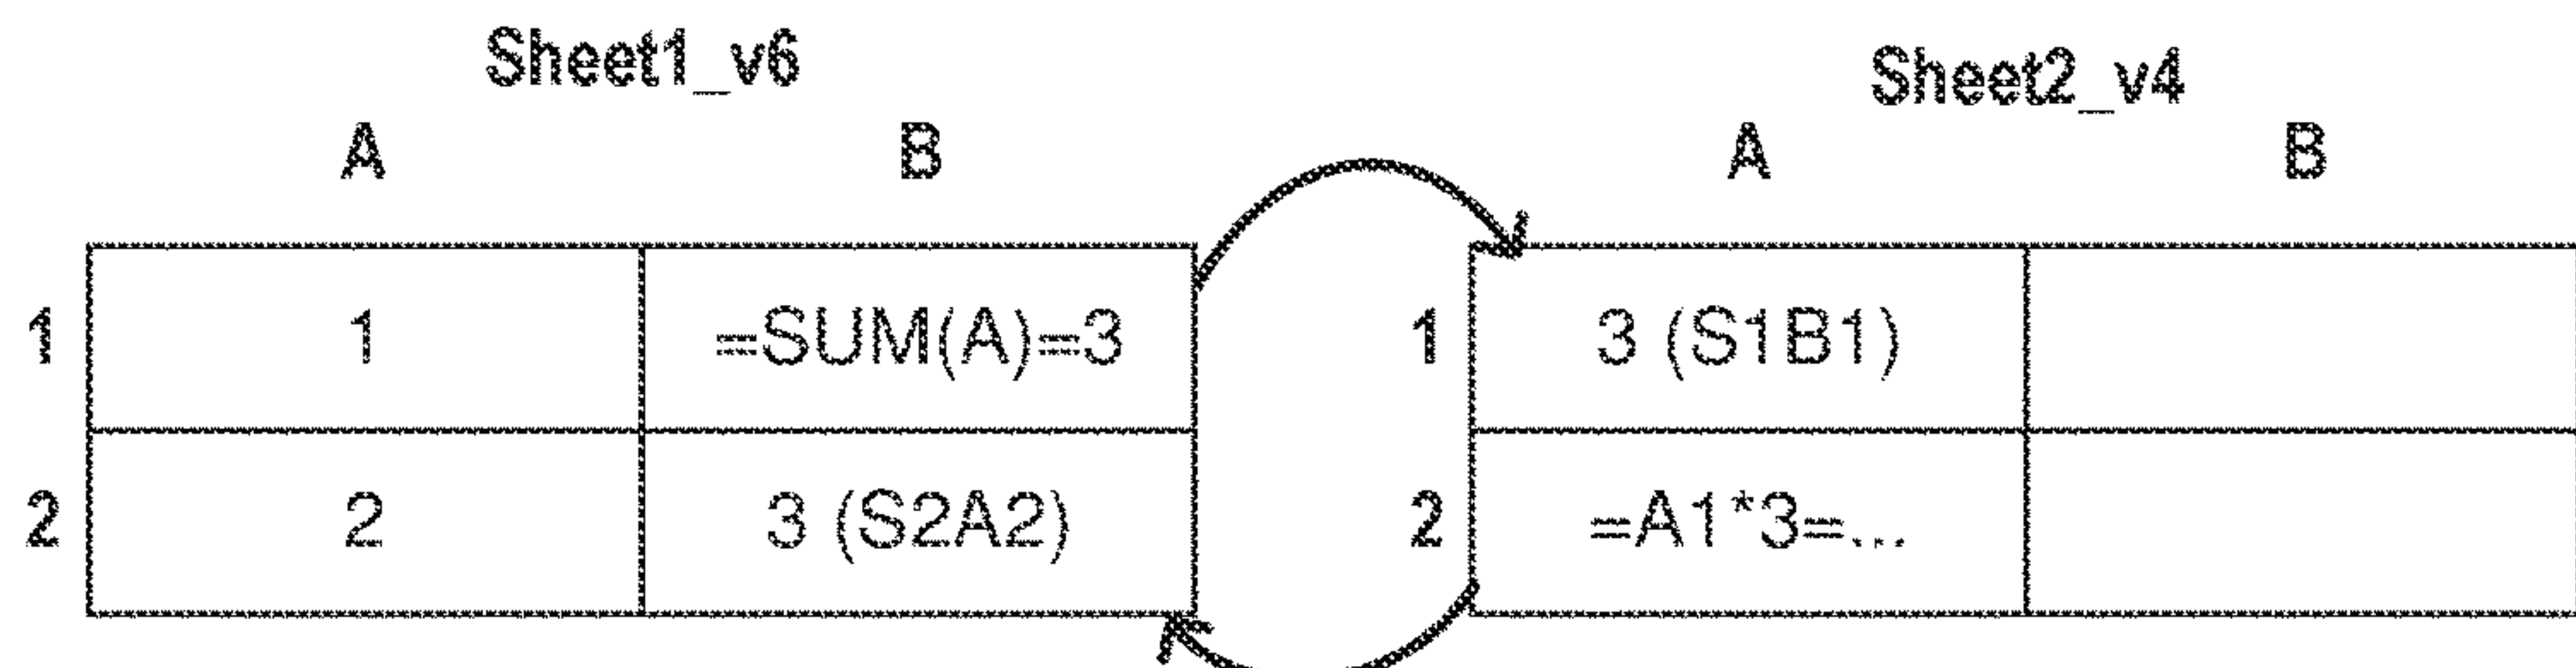 Sheet1_v6 Sheet2_v4
A B A B
1 1 =SUM(A)=3 1 3 (S1B1)
2 2 3 (S2A2) 2 =A1*3=...